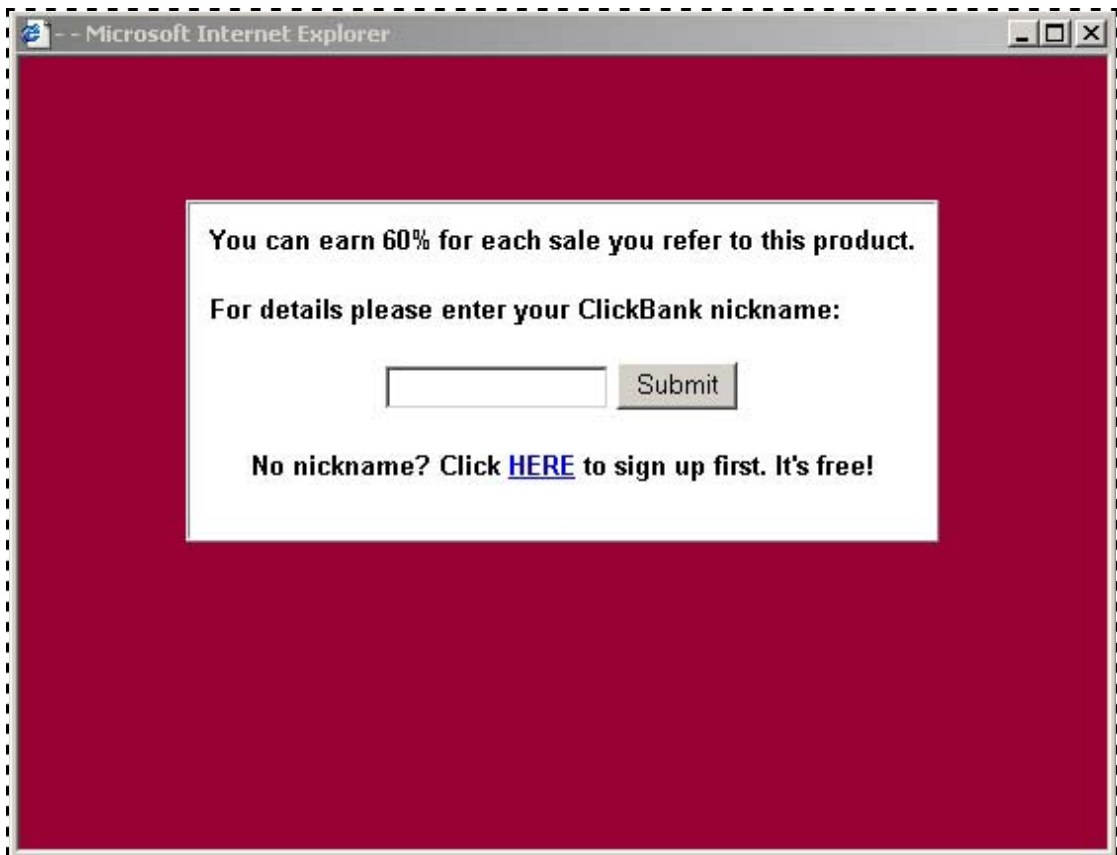 - - Microsoft Internet Explorer
You can earn 60% for each sale you refer to this product.
For details please enter your ClickBank nickname:
Submit
No nickname? Click HERE to sign up first. It's free!